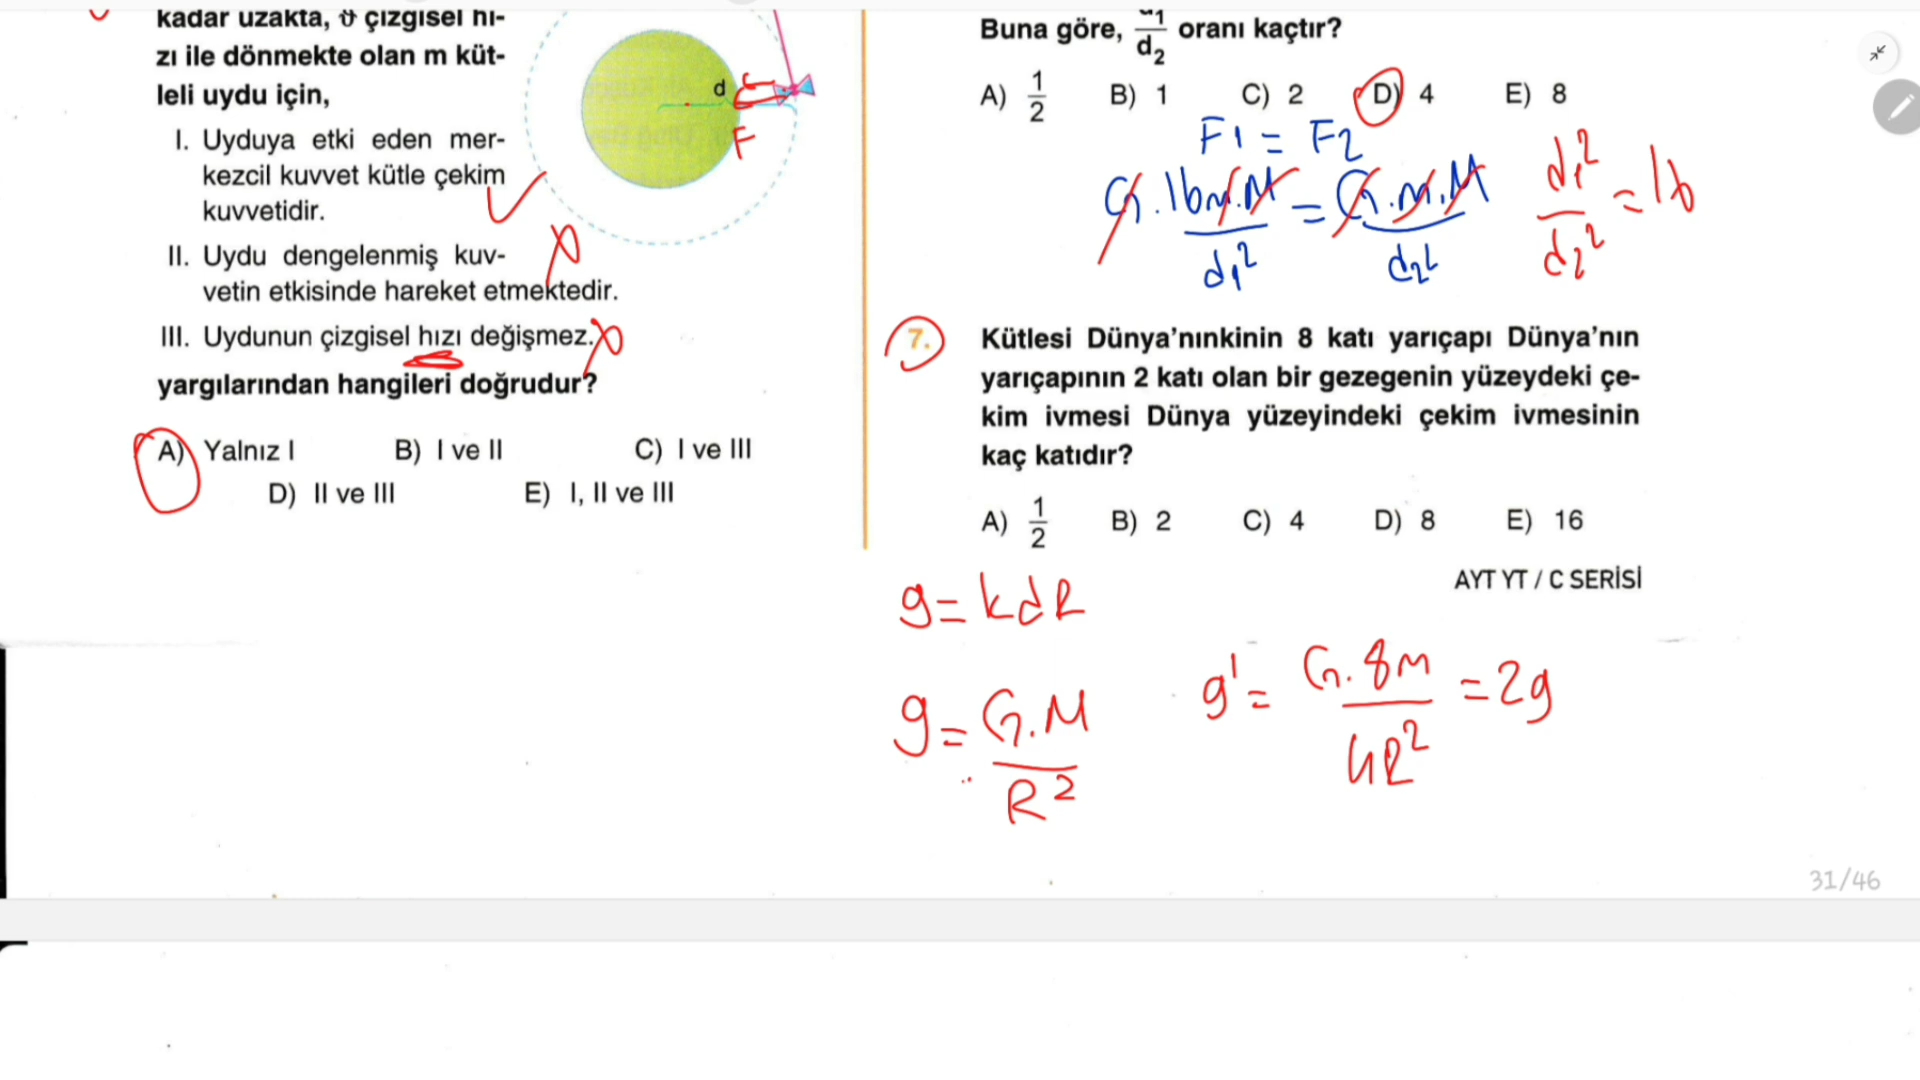 kadar uzakta, ϑ çizgisel hı-
zı ile dönmekte olan m küt-
leli uydu için,
I. Uyduya etki eden mer-
kezcil kuvvet kütle çekim
kuvvetidir.
II. Uydu dengelenmiş kuv-
vetin etkisinde hareket etmektedir.
III. Uydunun çizgisel hızı değişmez.
yargılarından hangileri doğrudur?
A) Yalnız I B) I ve II C) I ve III
D) II ve III E) I, II ve III
d
F
Buna göre, d1/d2 oranı kaçtır?
A) 1/2 B) 1 C) 2 D) 4 E) 8
F1 = F2
G.16m.M/d1² = G.m.M/d2²
d1²/d2² = 16
7. Kütlesi Dünya'nınkinin 8 katı yarıçapı Dünya'nın
yarıçapının 2 katı olan bir gezegenin yüzeydeki çe-
kim ivmesi Dünya yüzeyindeki çekim ivmesinin
kaç katıdır?
A) 1/2 B) 2 C) 4 D) 8 E) 16
AYT YT / C SERİSİ
g = kdR
g = G.M/R²
g' = G.8M/4R² = 2g
31/46